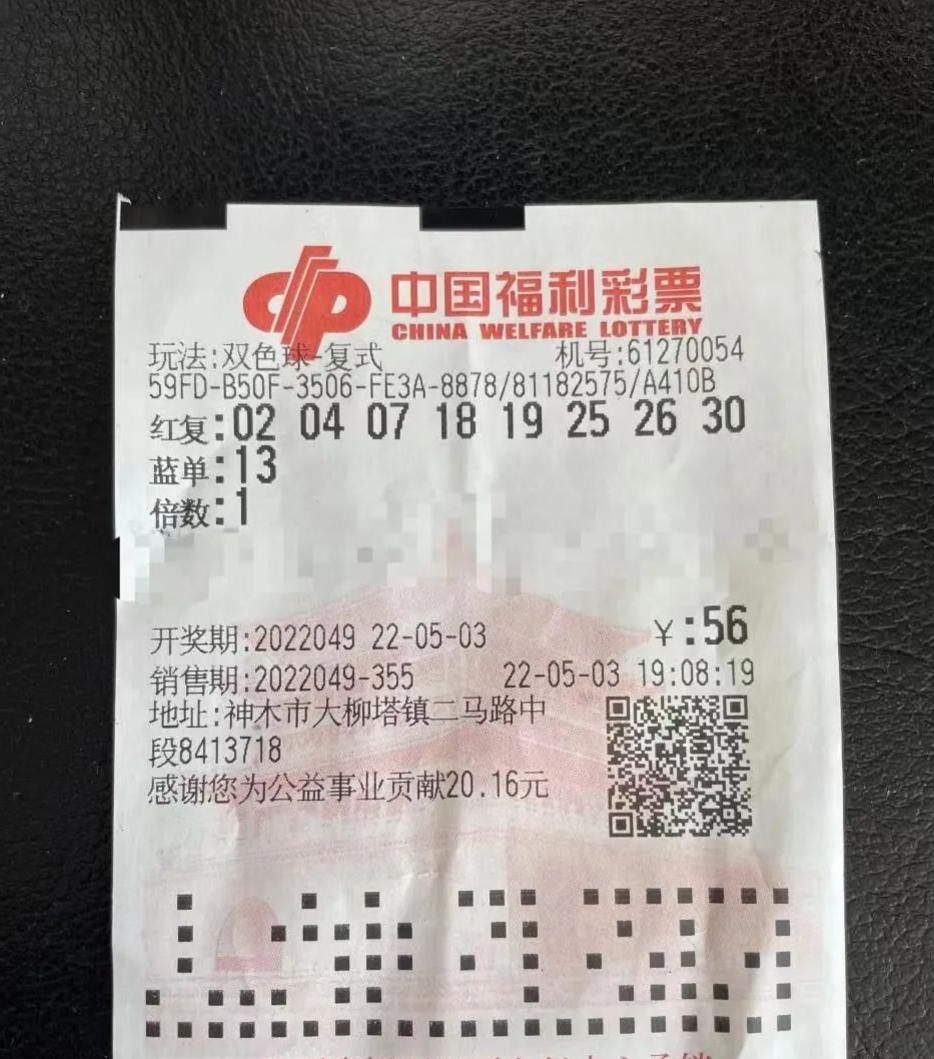 中国福利彩票
CHINA WELFARE LOTTERY
玩法:双色球-复式 机号:61270054
59FD-B50F-3506-FE3A-8878/81182575/A410B
红复:02 04 07 18 19 25 26 30
蓝单:13
倍数:1
开奖期:2022049 22-05-03 ¥:56
销售期:2022049-355 22-05-03 19:08:19
地址:神木市大柳塔镇二马路中
段8413718
感谢您为公益事业贡献20.16元